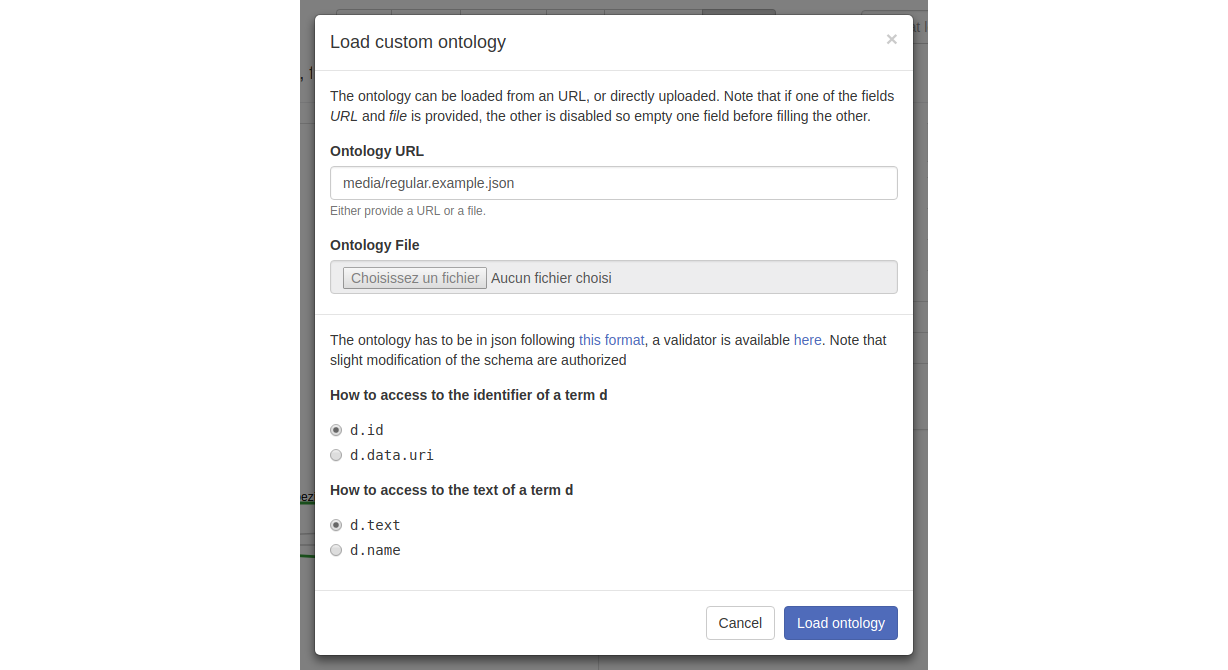 Load custom ontology
×
The ontology can be loaded from an URL, or directly uploaded. Note that if one of the fields
URL and file is provided, the other is disabled so empty one field before filling the other.
Ontology URL
media/regular.example.json
Either provide a URL or a file.
Ontology File
Choisissez un fichier Aucun fichier choisi
The ontology has to be in json following this format, a validator is available here. Note that
slight modification of the schema are authorized
How to access to the identifier of a term d
d.id
d.data.uri
How to access to the text of a term d
d.text
d.name
Cancel Load ontology